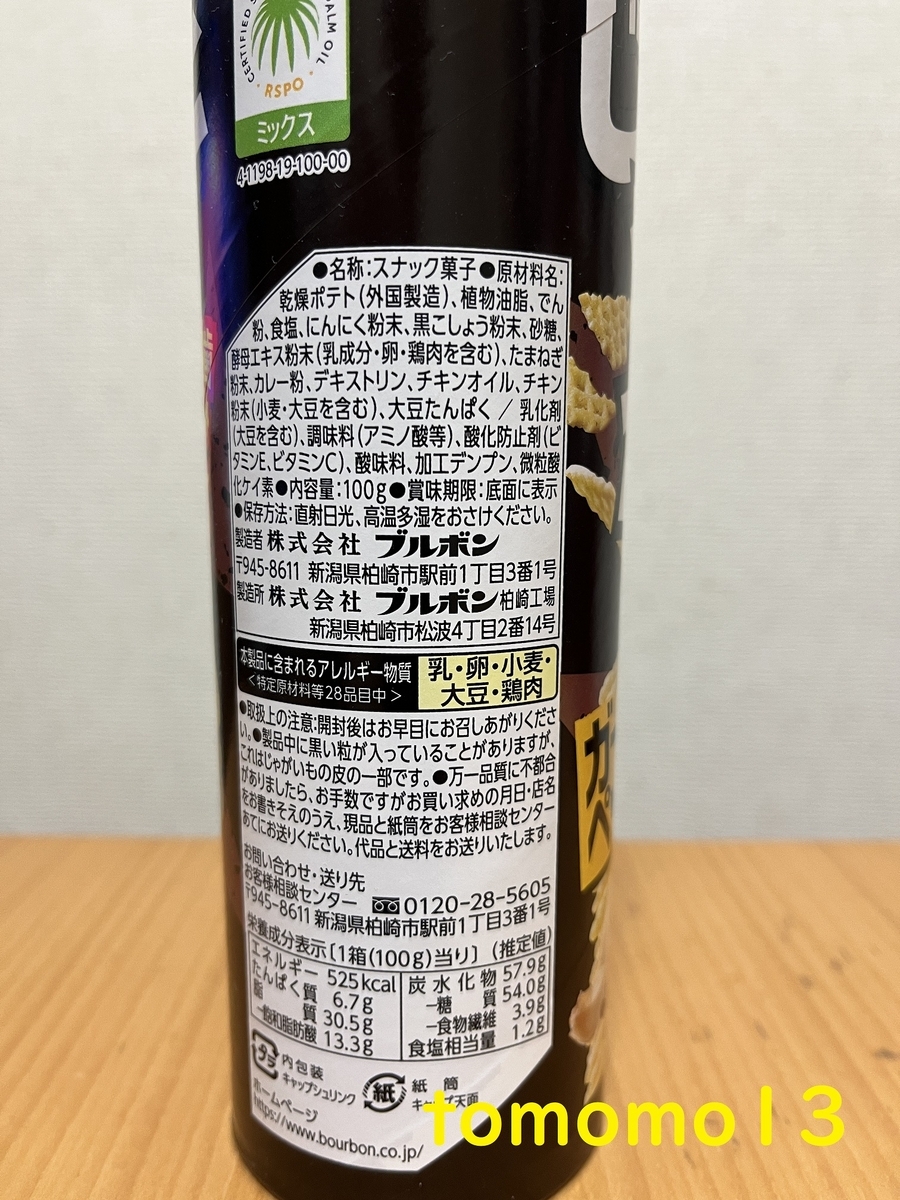 CERTIFIED S
PALM OIL
RSPO
ミックス
4-1198-19-100-00
●名称:スナック菓子●原材料名:
乾燥ポテト(外国製造)、植物油脂、でん
粉、食塩、にんにく粉末、黒こしょう粉末、砂糖、
酵母エキス粉末(乳成分・卵・鶏肉を含む)、たまねぎ
粉末、カレー粉、デキストリン、チキンオイル、チキン
粉末(小麦・大豆を含む)、大豆たんぱく / 乳化剤
(大豆を含む)、調味料(アミノ酸等)、酸化防止剤(ビ
タミンE、ビタミンC)、酸味料、加工デンプン、微粒酸
化ケイ素●内容量:100g●賞味期限:底面に表示
●保存方法:直射日光、高温多湿をおさけください。
製造者 株式会社 ブルボン
〒945-8611 新潟県柏崎市駅前1丁目3番1号
製造所 株式会社 ブルボン 柏崎工場
新潟県柏崎市松波4丁目2番14号
本製品に含まれるアレルギー物質
<特定原材料等28品目中>
乳・卵・小麦・
大豆・鶏肉
●取扱上の注意:開封後はお早目にお召しあがりくださ
い。●製品中に黒い粒が入っていることがありますが、
これはじゃがいもの皮の一部です。●万一品質に不都合
がありましたら、お手数ですがお買い求めの月日・店名
をお書きそえのうえ、現品と紙筒をお客様相談センター
あてにお送りください。代品と送料をお送りいたします。
お問い合わせ・送り先
お客様相談センター 0120-28-5605
〒945-8611 新潟県柏崎市駅前1丁目3番1号
栄養成分表示〔1箱(100g)当り〕(推定値)
エネルギー 525kcal
たんぱく質 6.7g
脂質 30.5g
−飽和脂肪酸 13.3g
炭水化物 57.9g
−糖質 54.0g
−食物繊維 3.9g
食塩相当量 1.2g
プラ
内包装
キャップシュリンク
紙
紙筒
キャップ天面
ホームページ
https://www.bourbon.co.jp/
ガ
ペ
tomomo13